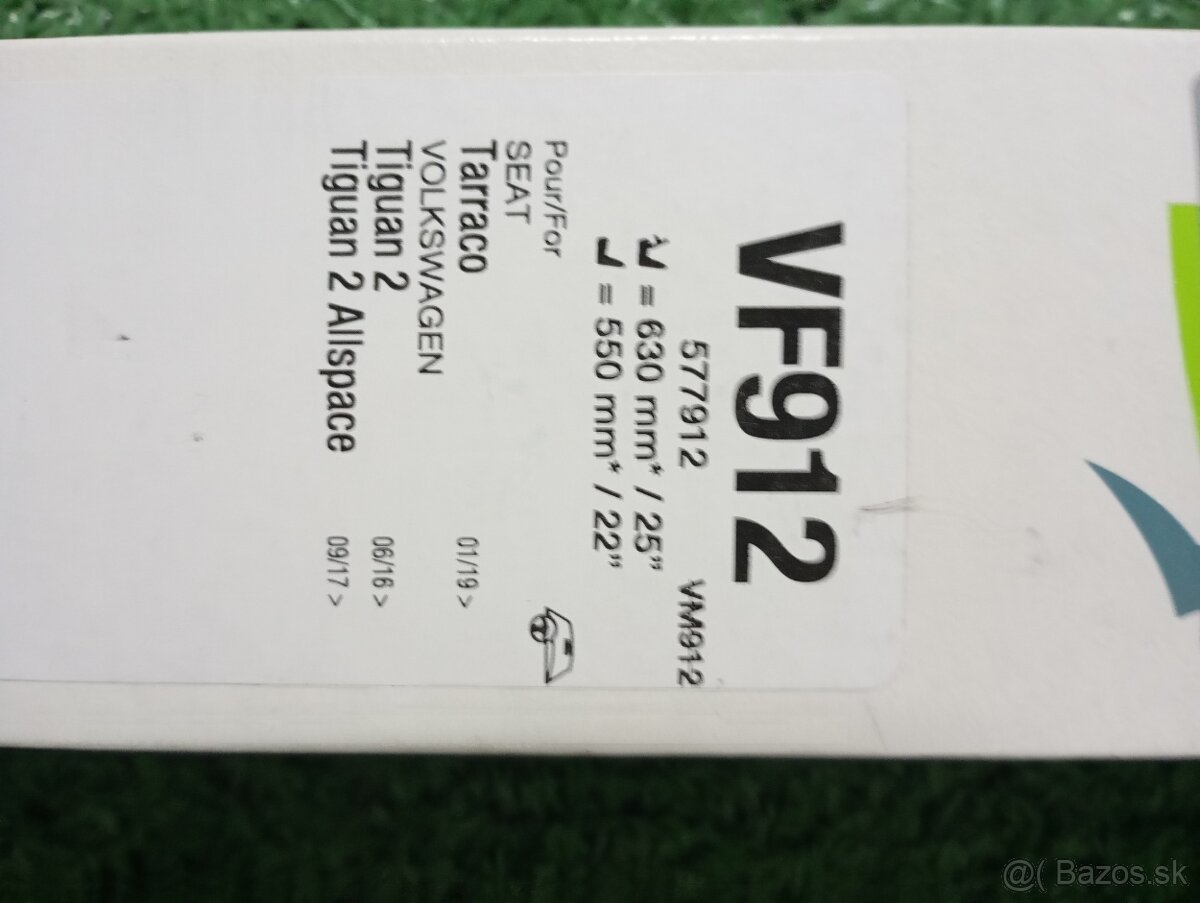 VF912
577912 VM912
= 630 mm* / 25"
= 550 mm* / 22"
Pour/For
SEAT
Tarraco 01/19 >
VOLKSWAGEN
Tiguan 2 06/16 >
Tiguan 2 Allspace 09/17 >
@( Bazos.sk